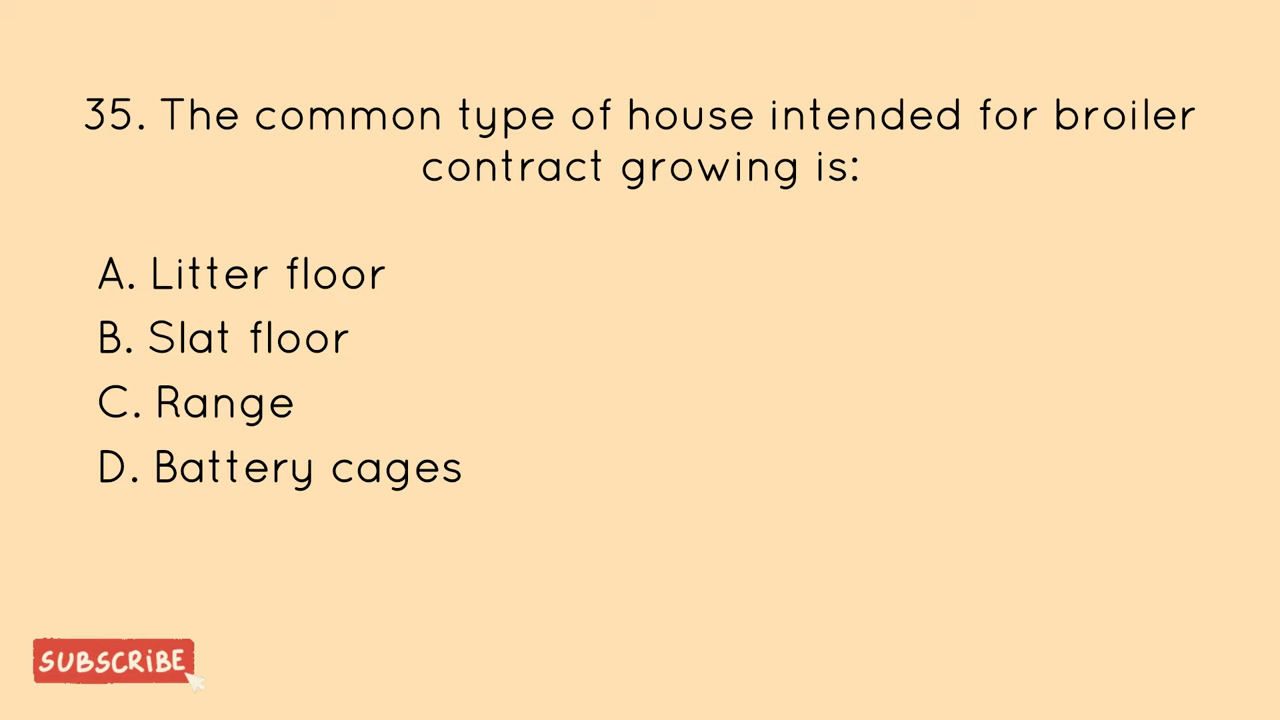 35. The common type of house intended for broiler
contract growing is:
A. Litter floor
B. Slat floor
C. Range
D. Battery cages
SUBSCRiBE